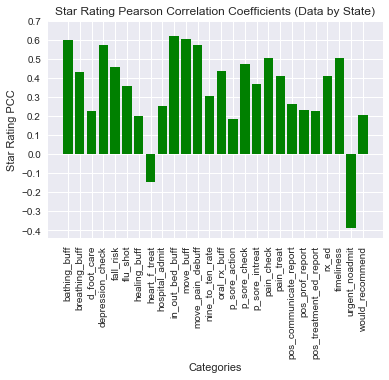 Star Rating Pearson Correlation Coefficients (Data by State)
Star Rating PCC
0.7
0.6
0.5
0.4
0.3
0.2
0.1
0.0
−0.1
−0.2
−0.3
−0.4
bathing_buff
breathing_buff
d_foot_care
depression_check
fall_risk
flu_shot
healing_buff
heart_f_treat
hospital_admit
in_out_bed_buff
move_buff
move_pain_debuff
nine_to_ten_rate
oral_rx_buff
p_sore_action
p_sore_check
p_sore_intreat
pain_check
pain_treat
pos_communicate_report
pos_prof_report
pos_treatment_ed_report
rx_ed
timeliness
urgent_noadmit
would_recommend
Categories